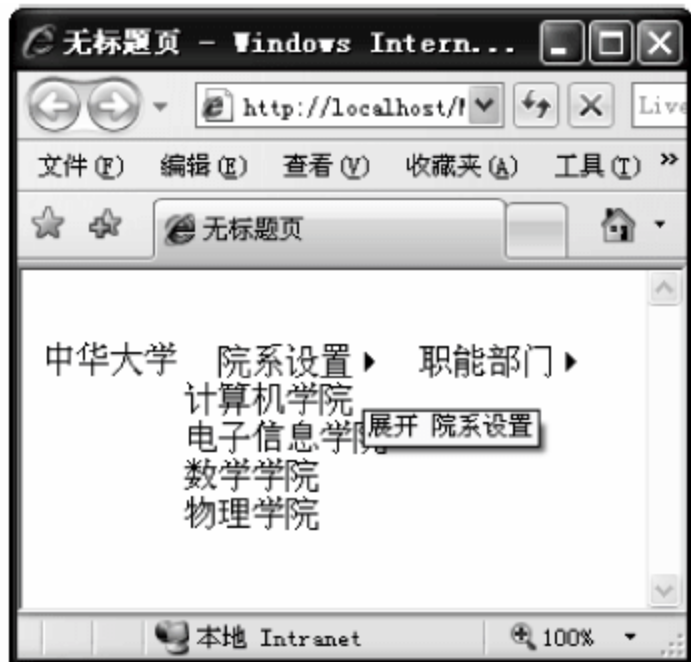 无标题页 - Windows Intern...
http://localhost/
Live
文件(F) 编辑(E) 查看(V) 收藏夹(A) 工具(T) »
无标题页
中华大学 院系设置 职能部门
计算机学院
展开 院系设置
电子信息学院
数学学院
物理学院
本地 Intranet 100%